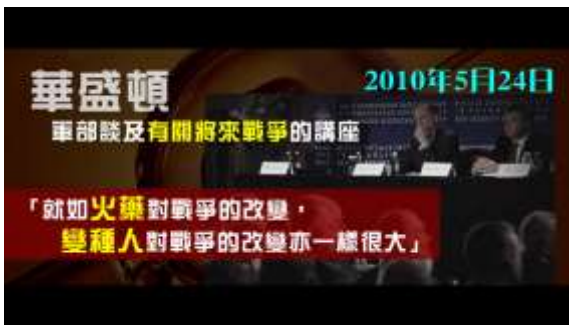 華盛頓
2010年5月24日
軍部談及有關將來戰爭的講座
「就如火藥對戰爭的改變，
變種人對戰爭的改變亦一樣很大」